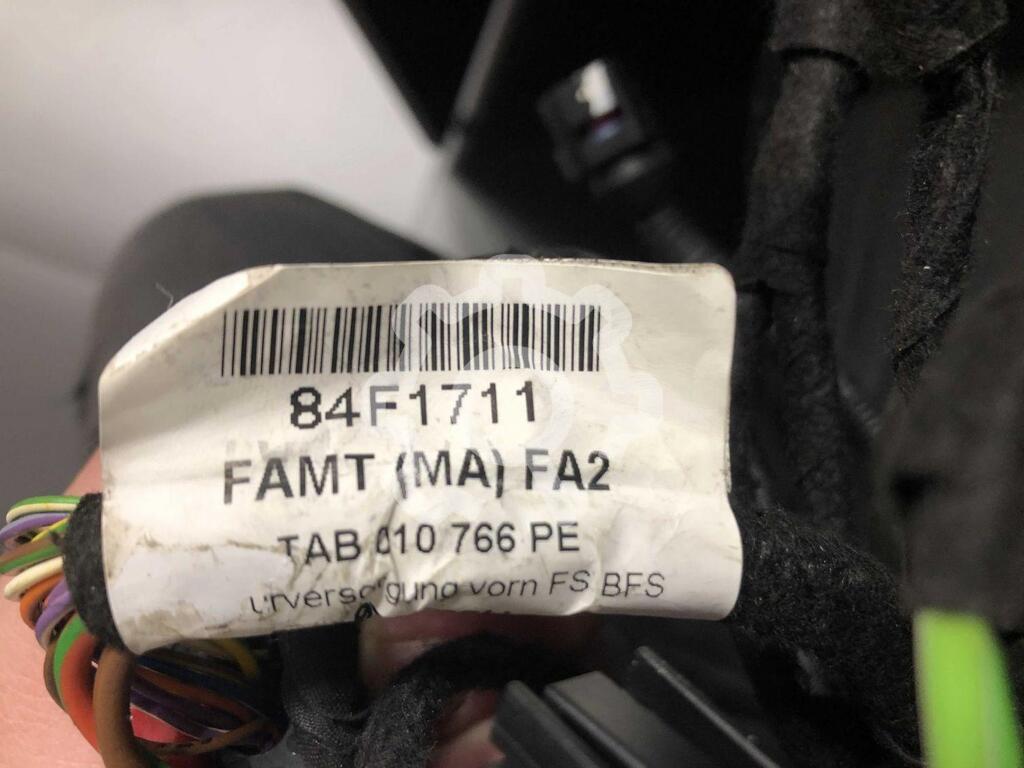 84F1711
FAMT (MA) FA2
TAB 010 766 PE
vorn FS BFS